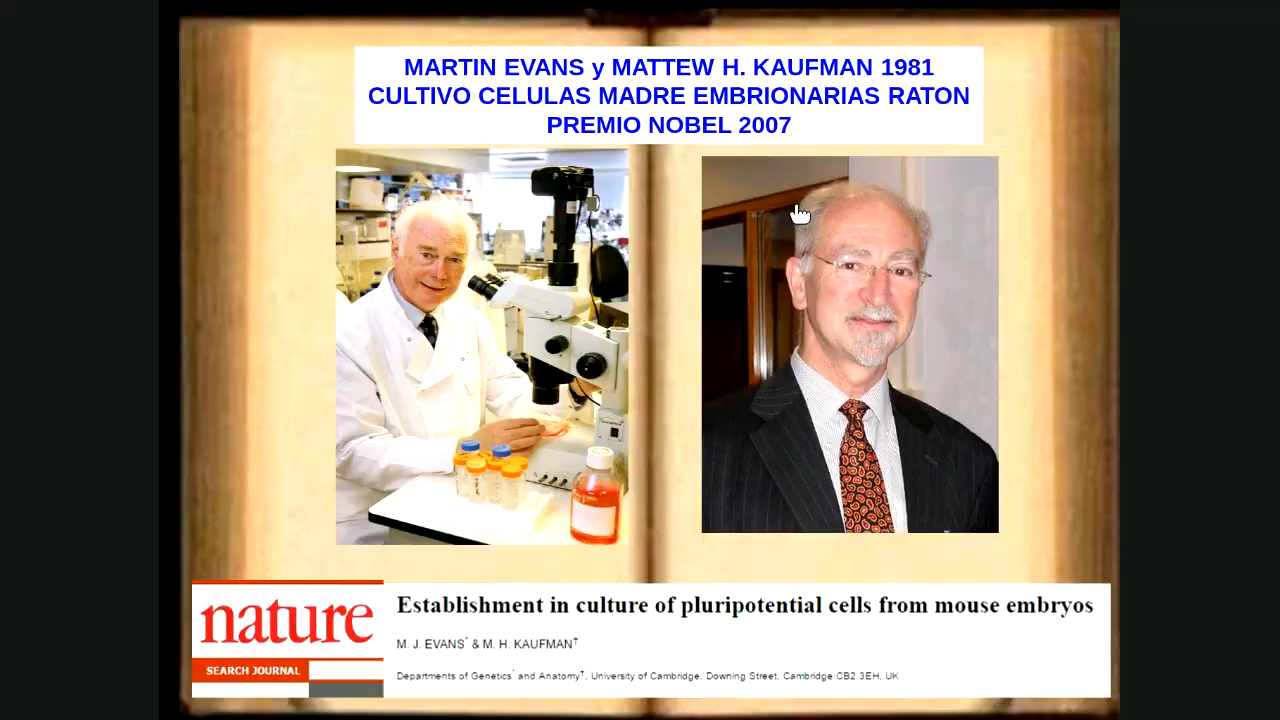 MARTIN EVANS y MATTEW H. KAUFMAN 1981
CULTIVO CELULAS MADRE EMBRIONARIAS RATON
PREMIO NOBEL 2007
nature
SEARCH JOURNAL
Establishment in culture of pluripotential cells from mouse embryos
M. J. EVANS* & M. H. KAUFMAN†
Departments of Genetics* and Anatomy†, University of Cambridge, Downing Street, Cambridge CB2 3EH, UK